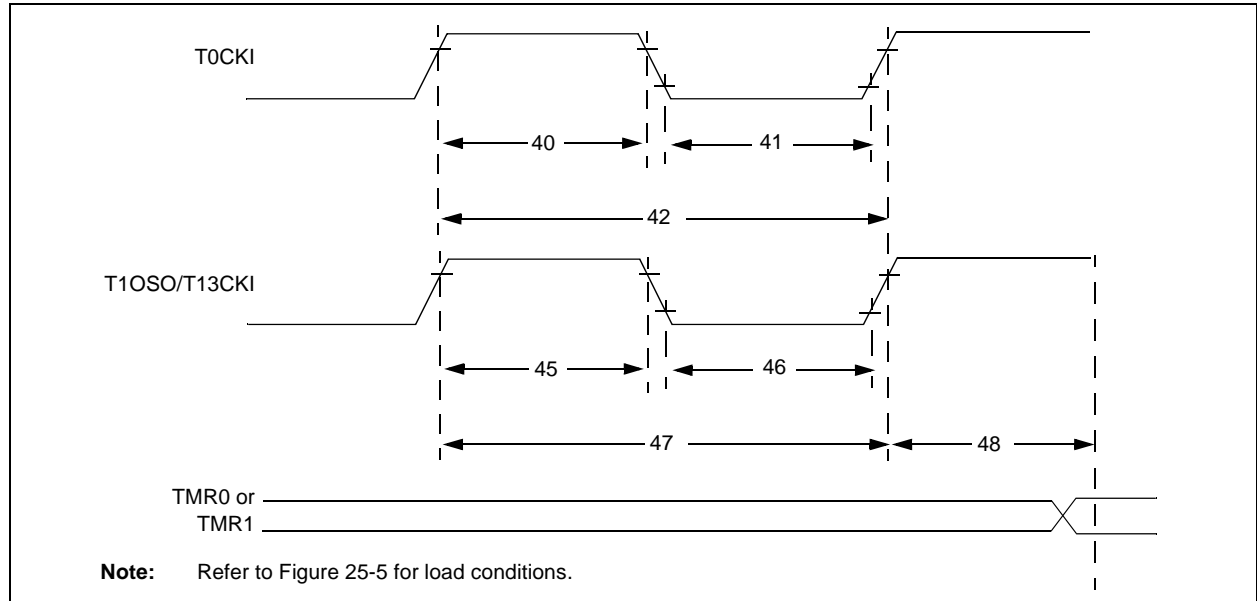 T0CKI
40
41
42
T1OSO/T13CKI
45
46
47
48
TMR0 or
TMR1
Note: Refer to Figure 25-5 for load conditions.